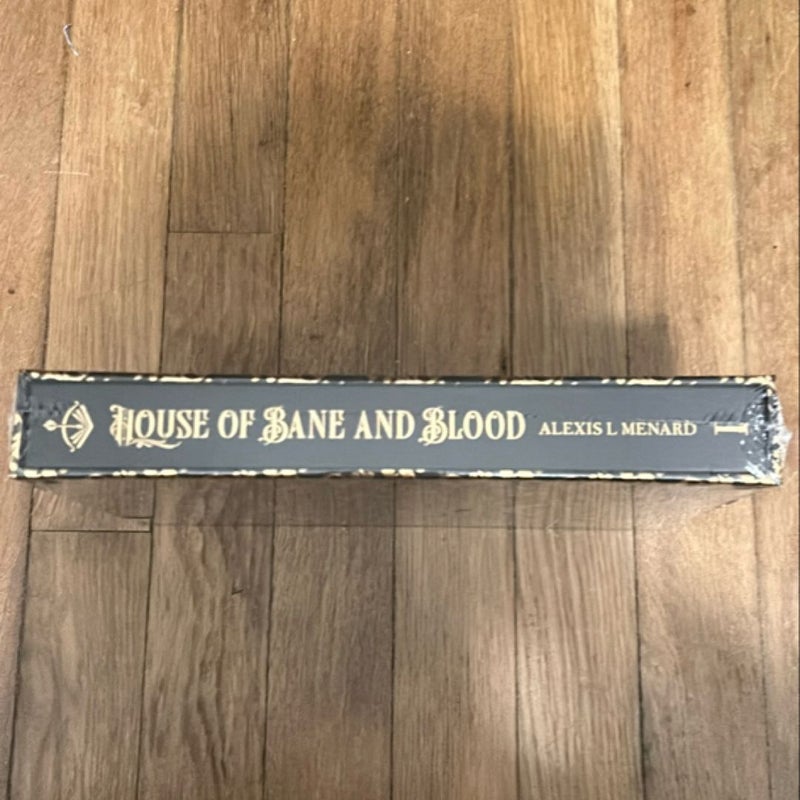 HOUSE OF BANE AND BLOOD ALEXIS L MENARD I